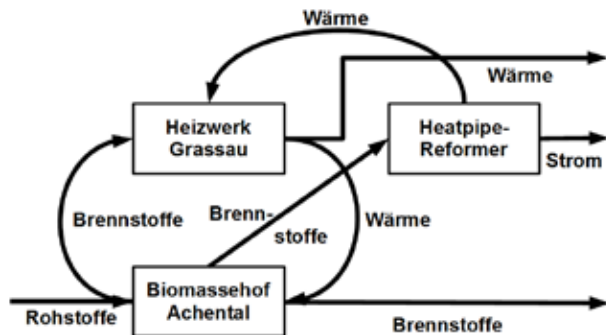 Wärme
Wärme
Heizwerk
Grassau
Heatpipe-
Reformer
Strom
Brennstoffe
Brenn-
stoffe
Wärme
Biomassehof
Achental
Rohstoffe
Brennstoffe